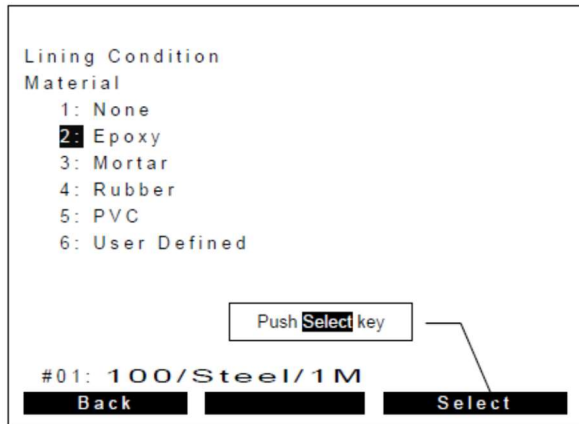 Lining Condition
Material
1: None
2: Epoxy
3: Mortar
4: Rubber
5: PVC
6: User Defined
Push Select key
#01: 100/Steel/1M
Back Select